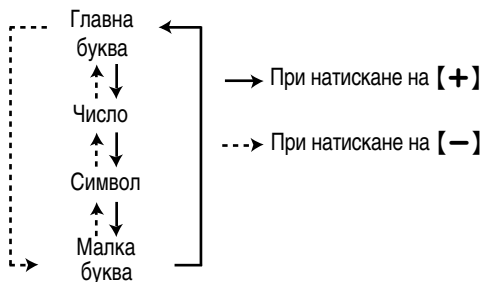 Главна
буква
Число
Символ
Малка
буква
При натискане на【+】
При натискане на【−】